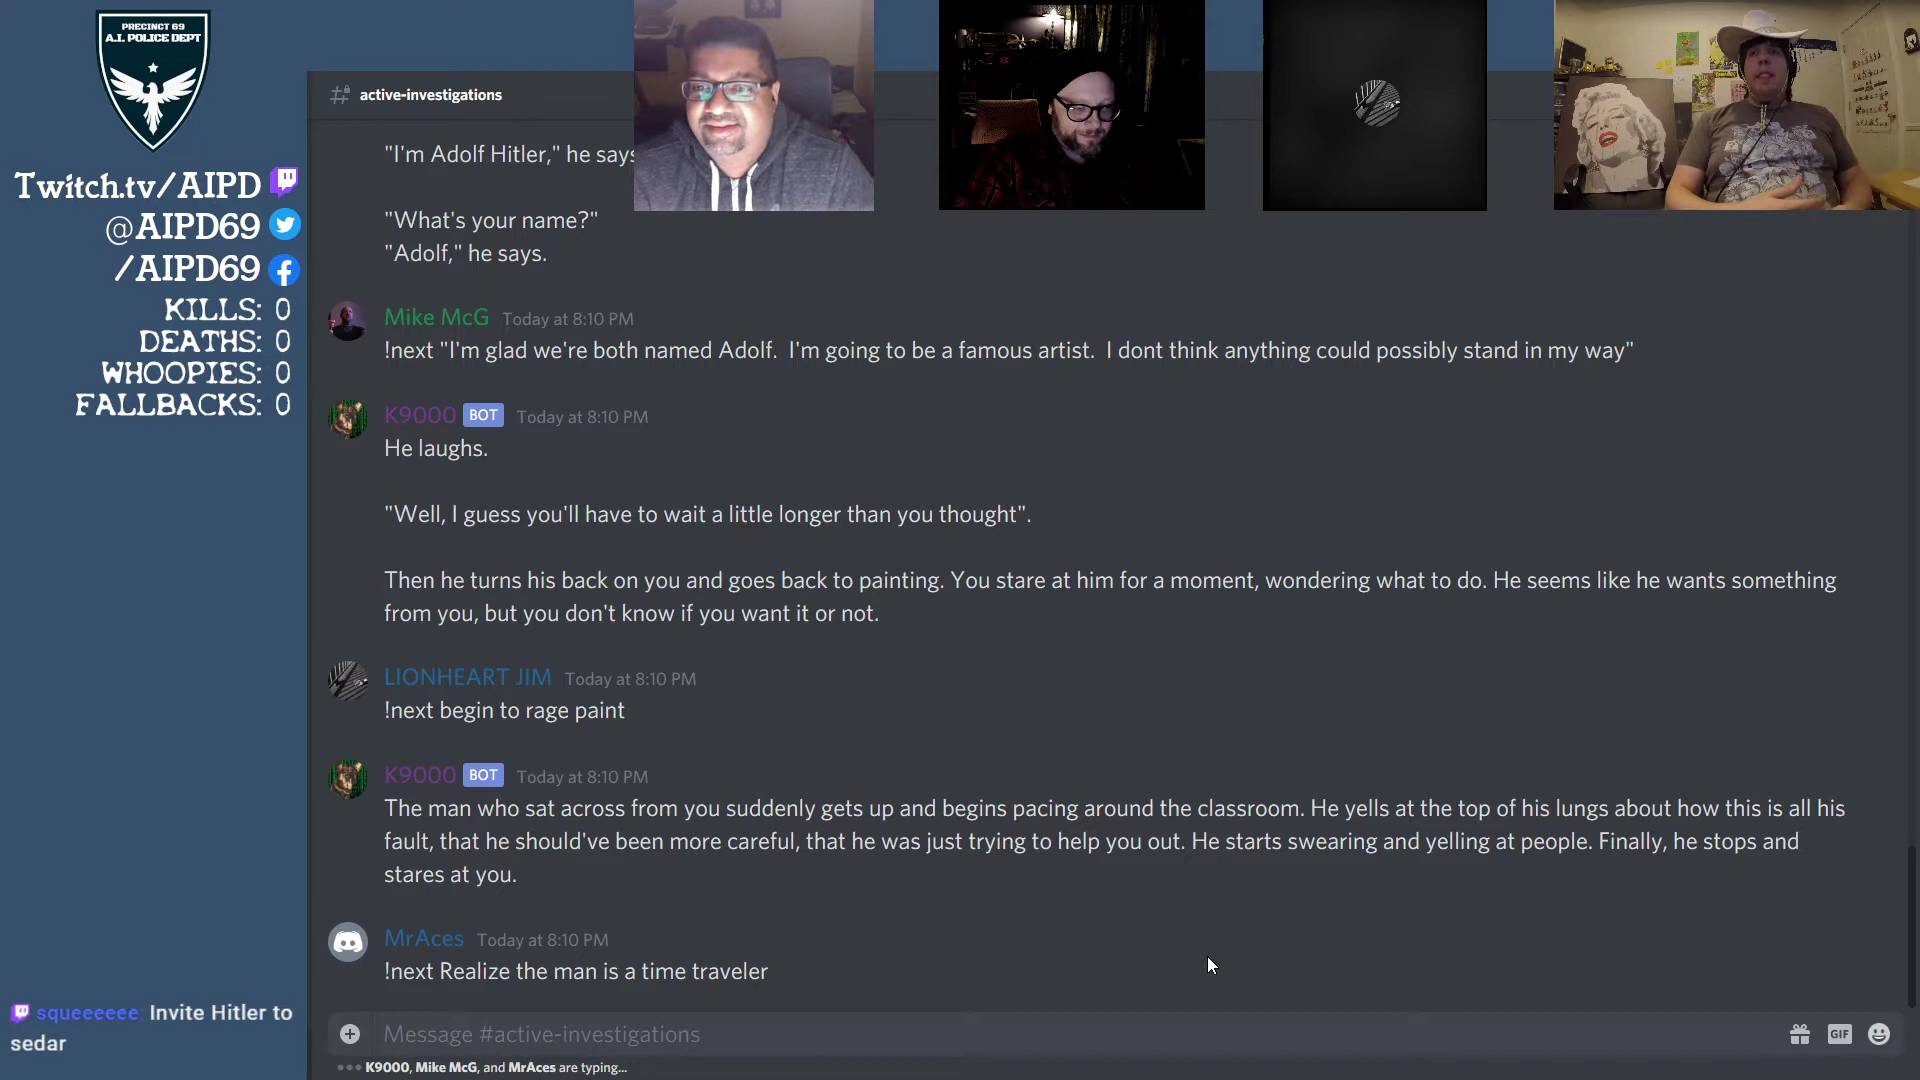 PRECINCT 69
A.I. POLICE DEPT
Twitch.tv/AIPD
@AIPD69
/AIPD69
KILLS: 0
DEATHS: 0
WHOOPIES: 0
FALLBACKS: 0
squeeeeee: Invite Hitler to
sedar
active-investigations
"I'm Adolf Hitler," he says
"What's your name?"
"Adolf," he says.
Mike McG Today at 8:10 PM
!next "I'm glad we're both named Adolf.  I'm going to be a famous artist.  I dont think anything could possibly stand in my way"
K9000 BOT Today at 8:10 PM
He laughs.
"Well, I guess you'll have to wait a little longer than you thought".
Then he turns his back on you and goes back to painting. You stare at him for a moment, wondering what to do. He seems like he wants something
from you, but you don't know if you want it or not.
LIONHEART JIM Today at 8:10 PM
!next begin to rage paint
K9000 BOT Today at 8:10 PM
The man who sat across from you suddenly gets up and begins pacing around the classroom. He yells at the top of his lungs about how this is all his
fault, that he should've been more careful, that he was just trying to help you out. He starts swearing and yelling at people. Finally, he stops and
stares at you.
MrAces Today at 8:10 PM
!next Realize the man is a time traveler
Message #active-investigations
GIF
K9000, Mike McG, and MrAces are typing...